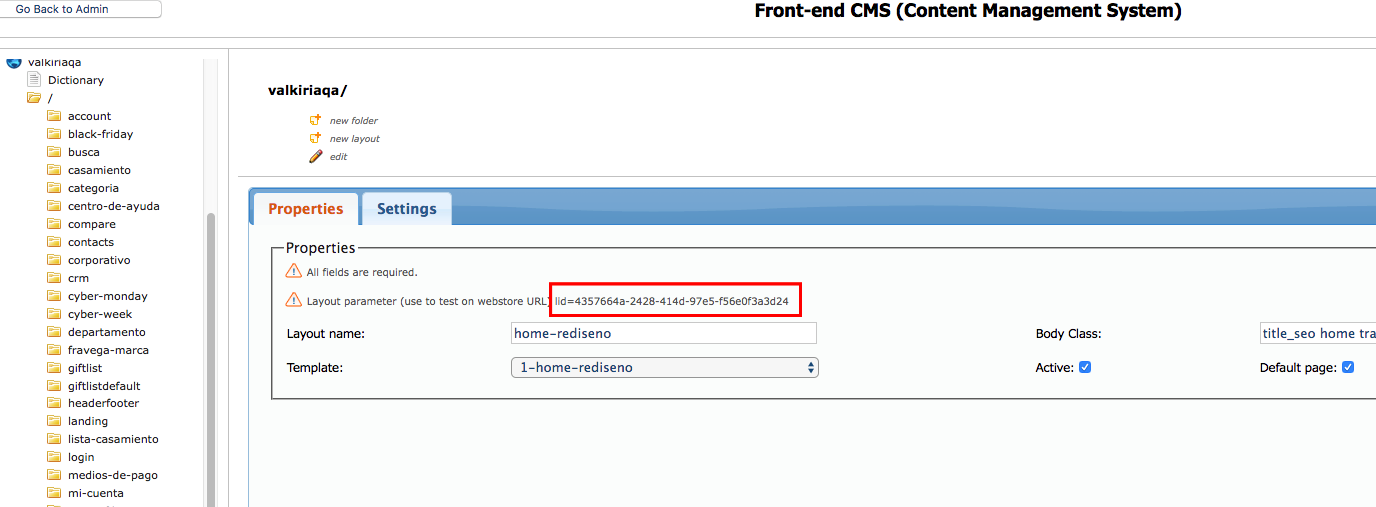 Go Back to Admin
Front-end CMS (Content Management System)
valkiriaqa
Dictionary
/
account
black-friday
busca
casamiento
categoria
centro-de-ayuda
compare
contacts
corporativo
crm
cyber-monday
cyber-week
departamento
fravega-marca
giftlist
giftlistdefault
headerfooter
landing
lista-casamiento
login
medios-de-pago
mi-cuenta
valkiriaqa/
new folder
new layout
edit
Properties Settings
Properties
All fields are required.
Layout parameter (use to test on webstore URL) lid=4357664a-2428-414d-97e5-f56e0f3a3d24
Layout name: home-rediseno Body Class: title_seo home tra
Template: 1-home-rediseno Active: Default page: